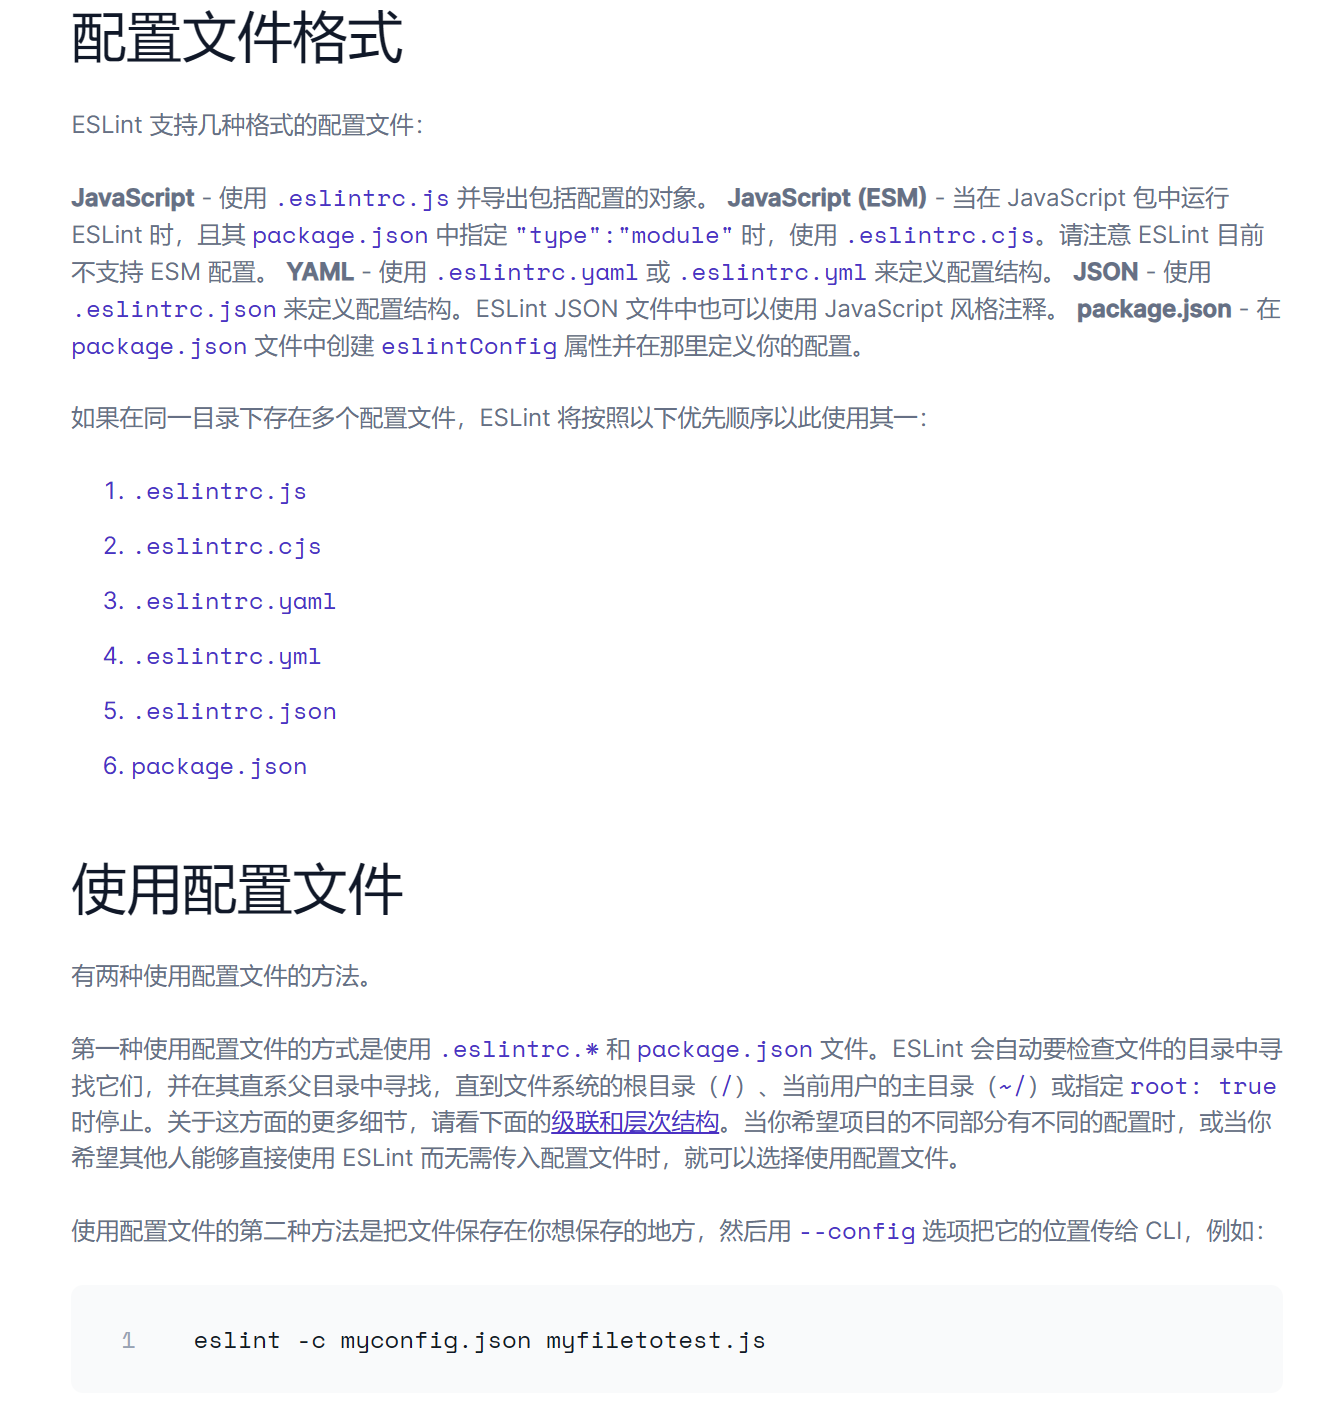 配置文件格式
ESLint 支持几种格式的配置文件：
JavaScript - 使用 .eslintrc.js 并导出包括配置的对象。 JavaScript (ESM) - 当在 JavaScript 包中运行
ESLint 时，且其 package.json 中指定 "type":"module" 时，使用 .eslintrc.cjs。请注意 ESLint 目前
不支持 ESM 配置。 YAML - 使用 .eslintrc.yaml 或 .eslintrc.yml 来定义配置结构。 JSON - 使用
.eslintrc.json 来定义配置结构。ESLint JSON 文件中也可以使用 JavaScript 风格注释。 package.json - 在
package.json 文件中创建 eslintConfig 属性并在那里定义你的配置。
如果在同一目录下存在多个配置文件，ESLint 将按照以下优先顺序以此使用其一：
1. .eslintrc.js
2. .eslintrc.cjs
3. .eslintrc.yaml
4. .eslintrc.yml
5. .eslintrc.json
6. package.json
使用配置文件
有两种使用配置文件的方法。
第一种使用配置文件的方式是使用 .eslintrc.* 和 package.json 文件。ESLint 会自动要检查文件的目录中寻
找它们，并在其直系父目录中寻找，直到文件系统的根目录（/）、当前用户的主目录（~/）或指定 root: true
时停止。关于这方面的更多细节，请看下面的级联和层次结构。当你希望项目的不同部分有不同的配置时，或当你
希望其他人能够直接使用 ESLint 而无需传入配置文件时，就可以选择使用配置文件。
使用配置文件的第二种方法是把文件保存在你想保存的地方，然后用 --config 选项把它的位置传给 CLI，例如：
1 eslint -c myconfig.json myfiletotest.js